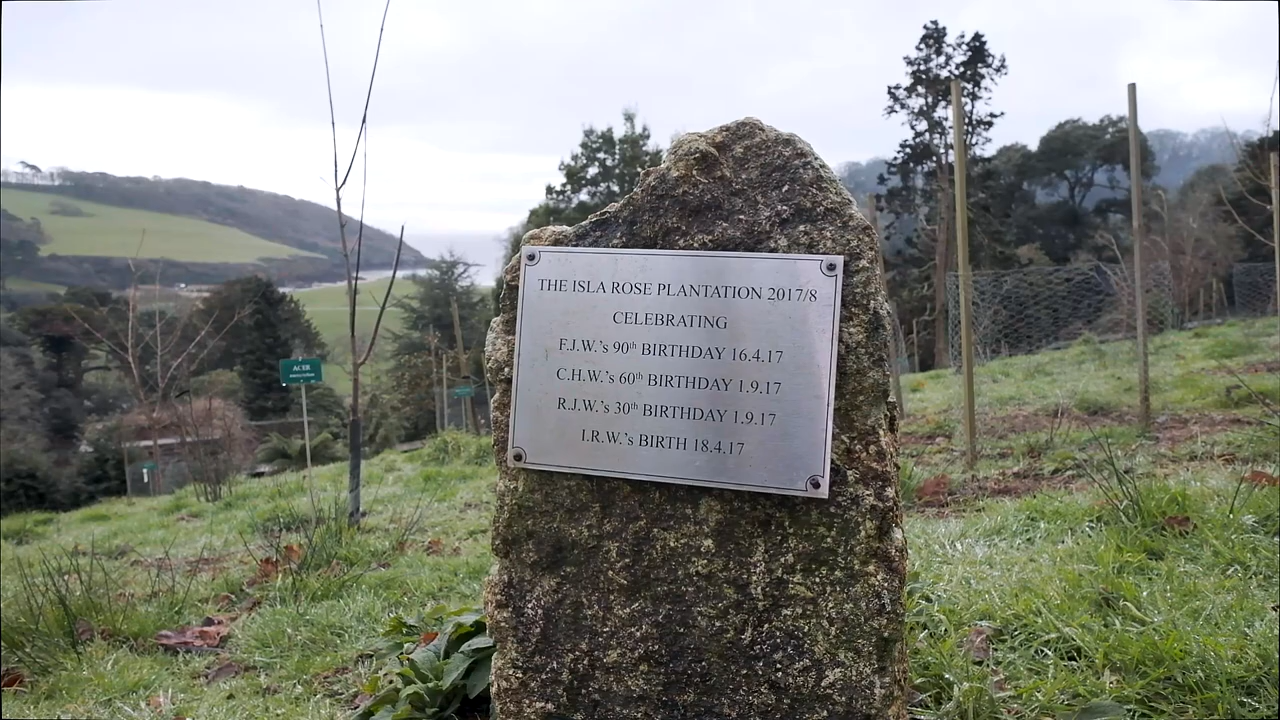 THE ISLA ROSE PLANTATION 2017/8
CELEBRATING
F.J.W.'s 90th BIRTHDAY 16.4.17
C.H.W.'s 60th BIRTHDAY 1.9.17
R.J.W.'s 30th BIRTHDAY 1.9.17
I.R.W.'s BIRTH 18.4.17
ACER